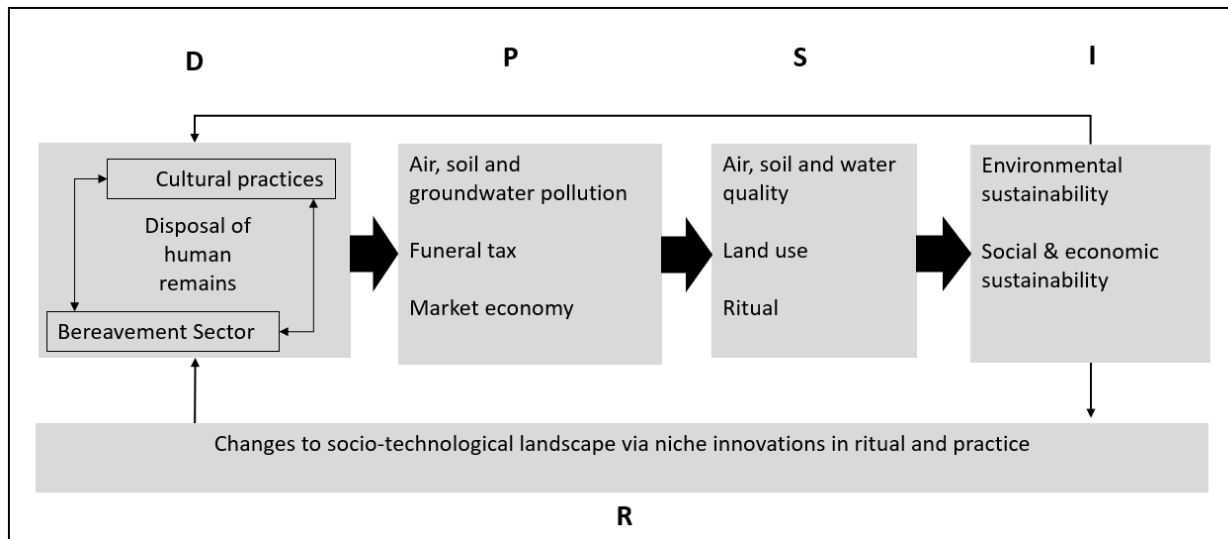 D
P
S
I
Cultural practices
Disposal of
human
remains
Bereavement Sector
Air, soil and
groundwater pollution
Funeral tax
Market economy
Air, soil and water
quality
Land use
Ritual
Environmental
sustainability
Social & economic
sustainability
Changes to socio-technological landscape via niche innovations in ritual and practice
R